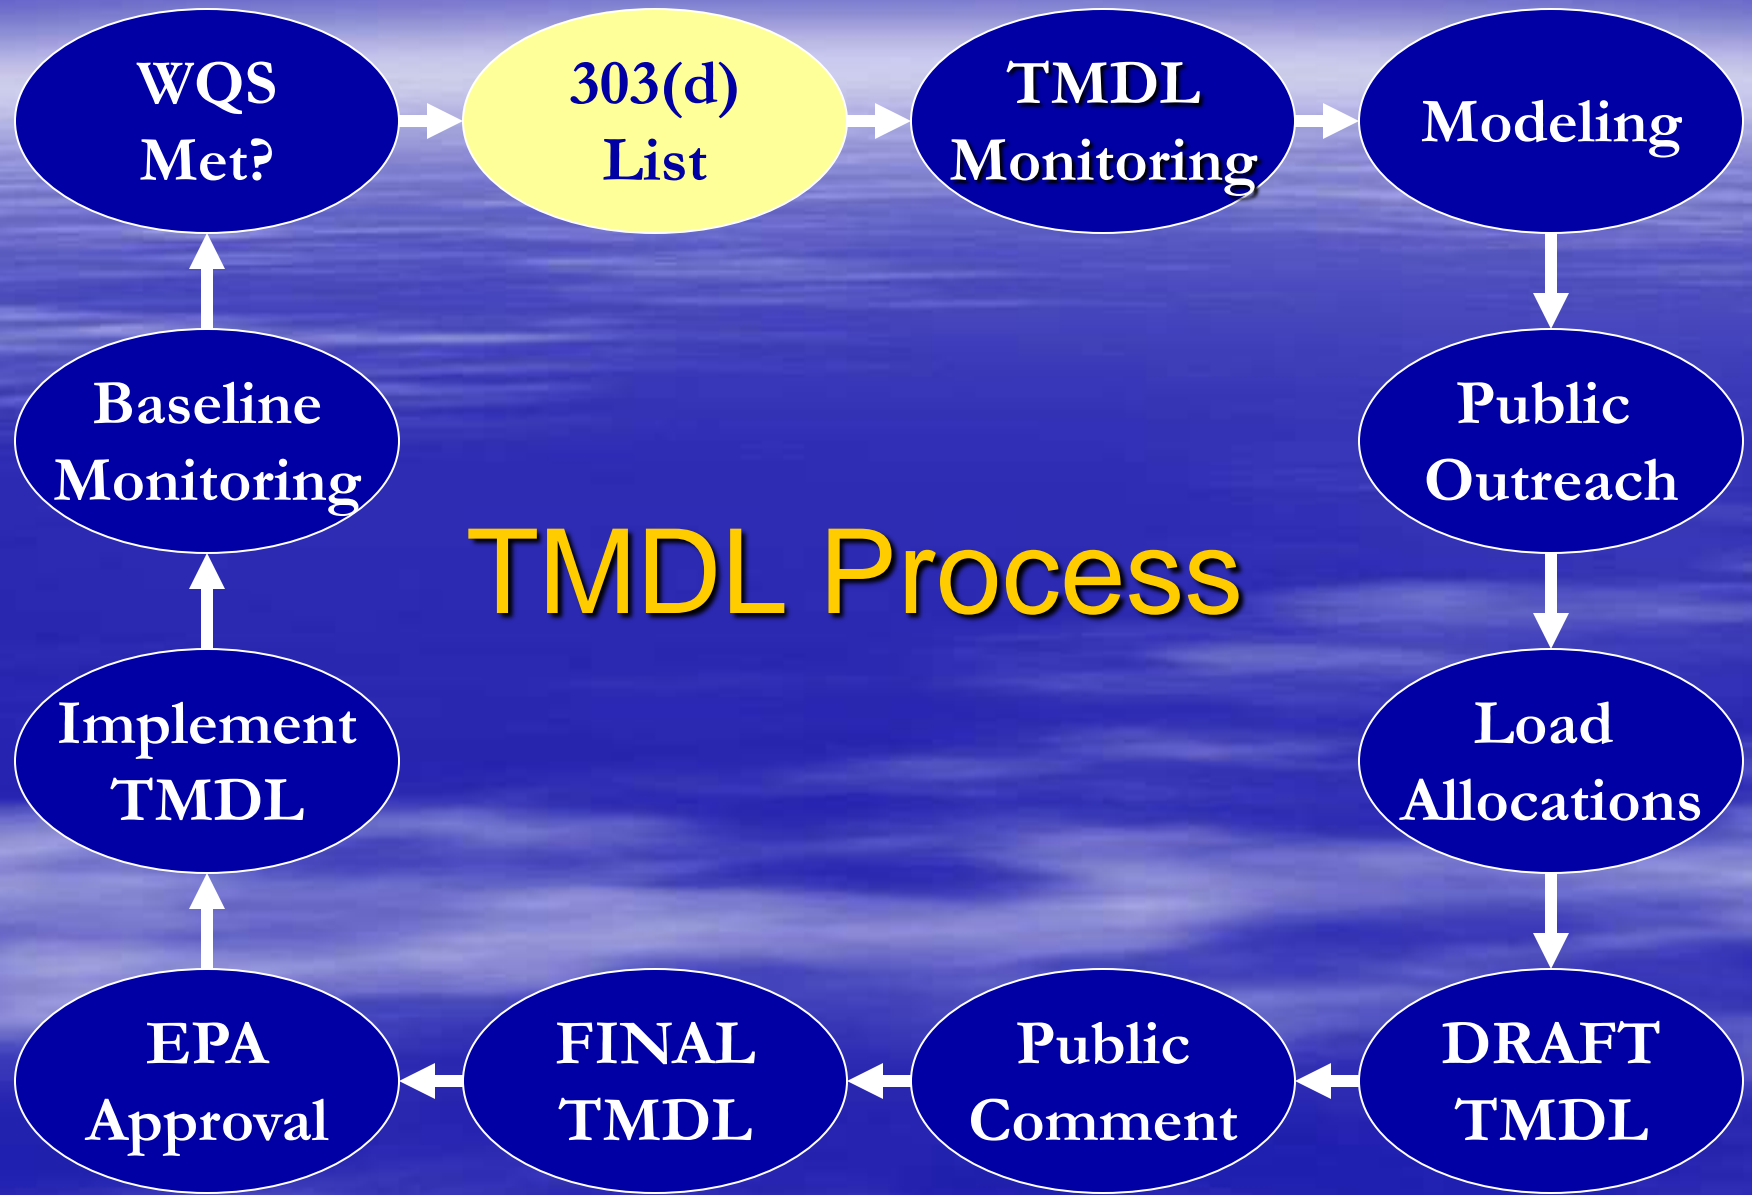 WQS
Met?
303(d)
List
TMDL
Monitoring
Modeling
Public
Outreach
Load
Allocations
DRAFT
TMDL
Public
Comment
FINAL
TMDL
EPA
Approval
Implement
TMDL
Baseline
Monitoring
TMDL Process